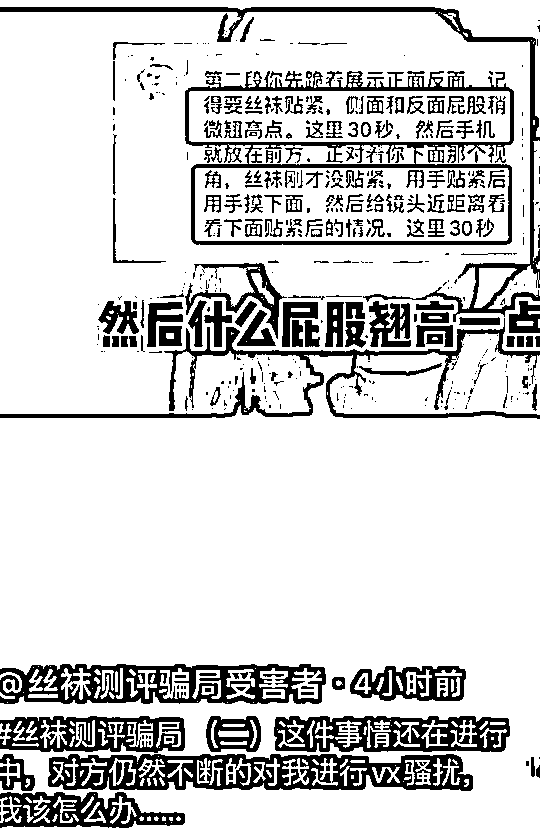 第二段你先跪着展示正面反面，记
得要丝袜贴紧，侧面和反面屁股稍
微翘高点。这里30秒，然后手机
就放在前方，正对着你下面那个视
角，丝袜刚才没贴紧，用手贴紧后
用手摸下面，然后给镜头近距离看
看下面贴紧后的情况。这里30秒
然后什么屁股翘高一点
@丝袜测评骗局受害者·4小时前
#丝袜测评骗局（二）这件事情还在进行
中，对方仍然不断的对我进行vx骚扰，
我该怎么办......